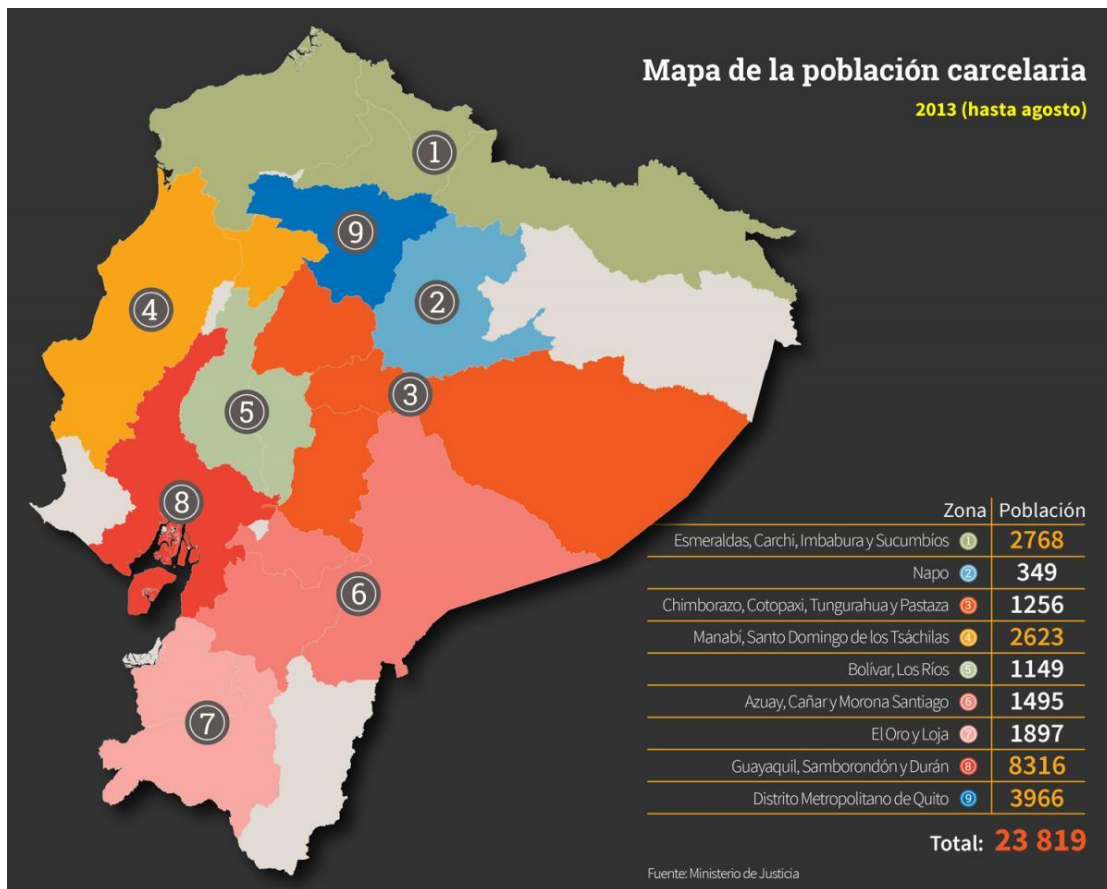 Mapa de la población carcelaria
2013 (hasta agosto)
1
9
2
4
3
5
8
6
7
Zona Población
Esmeraldas, Carchi, Imbabura y Sucumbíos 1 2768
Napo 2 349
Chimborazo, Cotopaxi, Tungurahua y Pastaza 3 1256
Manabí, Santo Domingo de los Tsáchilas 4 2623
Bolívar, Los Ríos 5 1149
Azuay, Cañar y Morona Santiago 6 1495
El Oro y Loja 7 1897
Guayaquil, Samborondón y Durán 8 8316
Distrito Metropolitano de Quito 9 3966
Total: 23 819
Fuente: Ministerio de Justicia